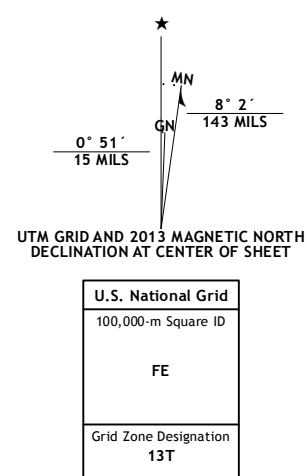 ★
MN
GN
8° 2´
143 MILS
0° 51´
15 MILS
UTM GRID AND 2013 MAGNETIC NORTH
DECLINATION AT CENTER OF SHEET
U.S. National Grid
100,000-m Square ID
FE
Grid Zone Designation
13T